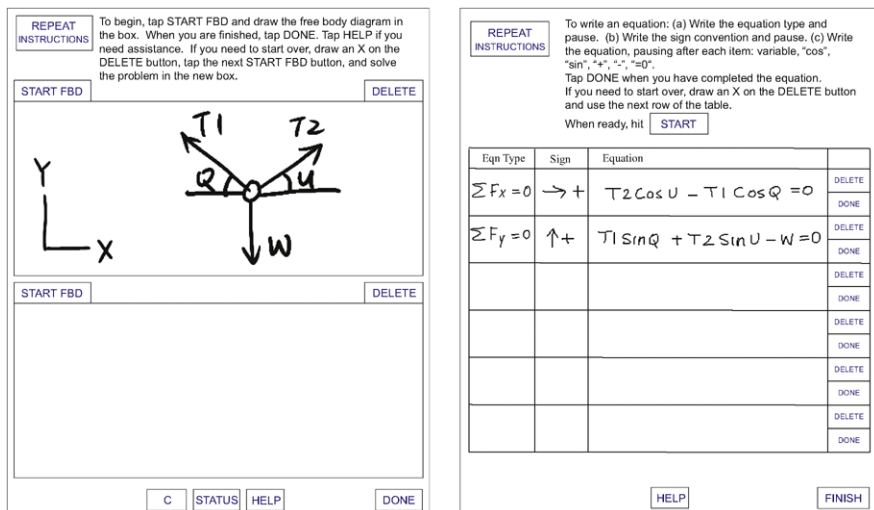 REPEAT
INSTRUCTIONS
To begin, tap START FBD and draw the free body diagram in
the box. When you are finished, tap DONE. Tap HELP if you
need assistance. If you need to start over, draw an X on the
DELETE button, tap the next START FBD button, and solve
the problem in the new box.
START FBD
DELETE
T1
T2
Y
Q
U
X
W
START FBD
DELETE
C
STATUS
HELP
DONE
REPEAT
INSTRUCTIONS
To write an equation: (a) Write the equation type and
pause. (b) Write the sign convention and pause. (c) Write
the equation, pausing after each item: variable, "cos",
"sin", "+", "-", "=0".
Tap DONE when you have completed the equation.
If you need to start over, draw an X on the DELETE button
and use the next row of the table.
When ready, hit START
Eqn Type Sign Equation
ΣFx =0 → + T2 Cos U – T1 Cos Q =0
DELETE
DONE
ΣFy =0 ↑+ T1 Sin Q + T2 Sin U – W =0
DELETE
DONE
DELETE
DONE
DELETE
DONE
DELETE
DONE
DELETE
DONE
HELP
FINISH